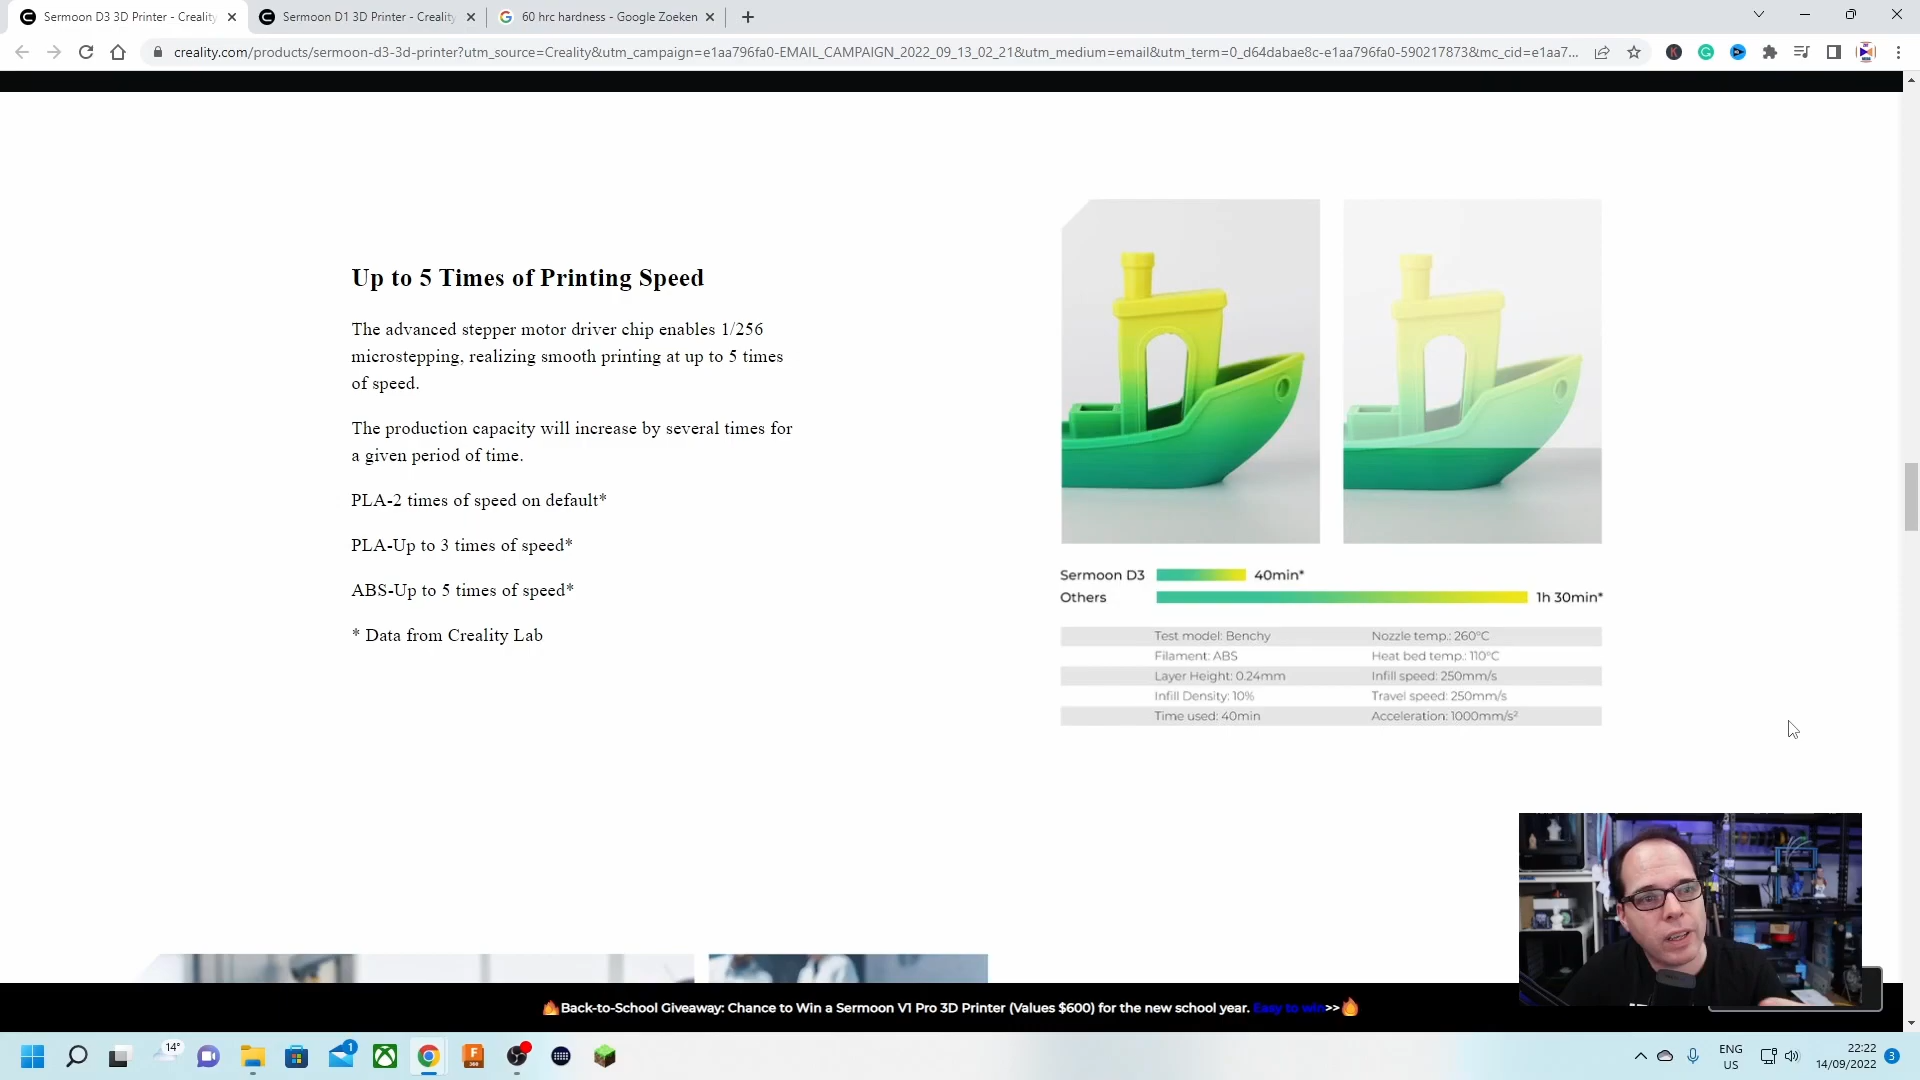 Sermoon D3 3D Printer - Creality
Sermoon D1 3D Printer - Creality
60 hrc hardness - Google Zoeken
creality.com/products/sermoon-d3-3d-printer?utm_source=Creality&utm_campaign=e1aa796fa0-EMAIL_CAMPAIGN_2022_09_13_02_21&utm_medium=email&utm_term=0_d64dabae8c-e1aa796fa0-590217873&mc_cid=e1aa7...
Up to 5 Times of Printing Speed
The advanced stepper motor driver chip enables 1/256
microstepping, realizing smooth printing at up to 5 times
of speed.
The production capacity will increase by several times for
a given period of time.
PLA-2 times of speed on default*
PLA-Up to 3 times of speed*
ABS-Up to 5 times of speed*
* Data from Creality Lab
Sermoon D3 40min*
Others 1h 30min*
Test model: Benchy Nozzle temp.: 260°C
Filament: ABS Heat bed temp.: 110°C
Layer Height: 0.24mm Infill speed: 250mm/s
Infill Density: 10% Travel speed: 250mm/s
Time used: 40min Acceleration: 1000mm/s²
🔥Back-to-School Giveaway: Chance to Win a Sermoon V1 Pro 3D Printer (Values $600) for the new school year. Easy to win>>🔥
14°
1
ENG
US
22:22
14/09/2022
3